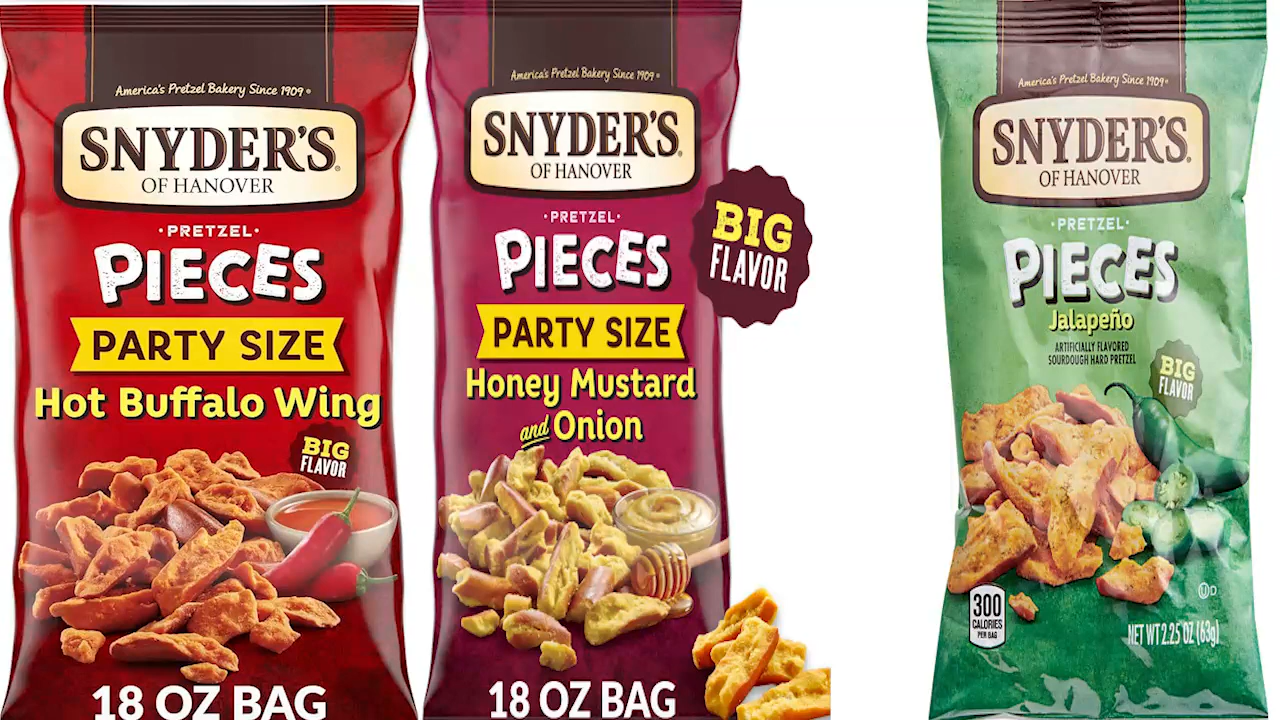 America's Pretzel Bakery Since 1909®
SNYDER'S®
OF HANOVER
·PRETZEL·
PIECES
PARTY SIZE
Hot Buffalo Wing
BIG
FLAVOR
18 OZ BAG
America's Pretzel Bakery Since 1909®
SNYDER'S®
OF HANOVER
·PRETZEL·
PIECES
PARTY SIZE
Honey Mustard
and Onion
18 OZ BAG
BIG
FLAVOR
America's Pretzel Bakery Since 1909®
SNYDER'S®
OF HANOVER
·PRETZEL·
PIECES
Jalapeño
ARTIFICIALLY FLAVORED
SOURDOUGH HARD PRETZEL
BIG
FLAVOR
300
CALORIES
PER BAG
UD
NET WT 2.25 OZ (63g)